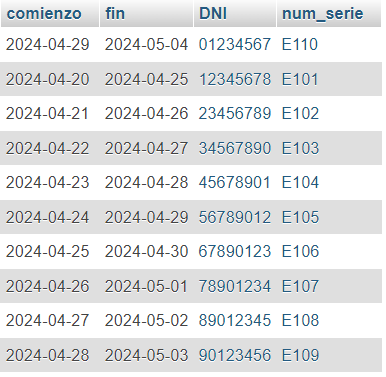 comienzo fin DNI num_serie
2024-04-29 2024-05-04 01234567 E110
2024-04-20 2024-04-25 12345678 E101
2024-04-21 2024-04-26 23456789 E102
2024-04-22 2024-04-27 34567890 E103
2024-04-23 2024-04-28 45678901 E104
2024-04-24 2024-04-29 56789012 E105
2024-04-25 2024-04-30 67890123 E106
2024-04-26 2024-05-01 78901234 E107
2024-04-27 2024-05-02 89012345 E108
2024-04-28 2024-05-03 90123456 E109